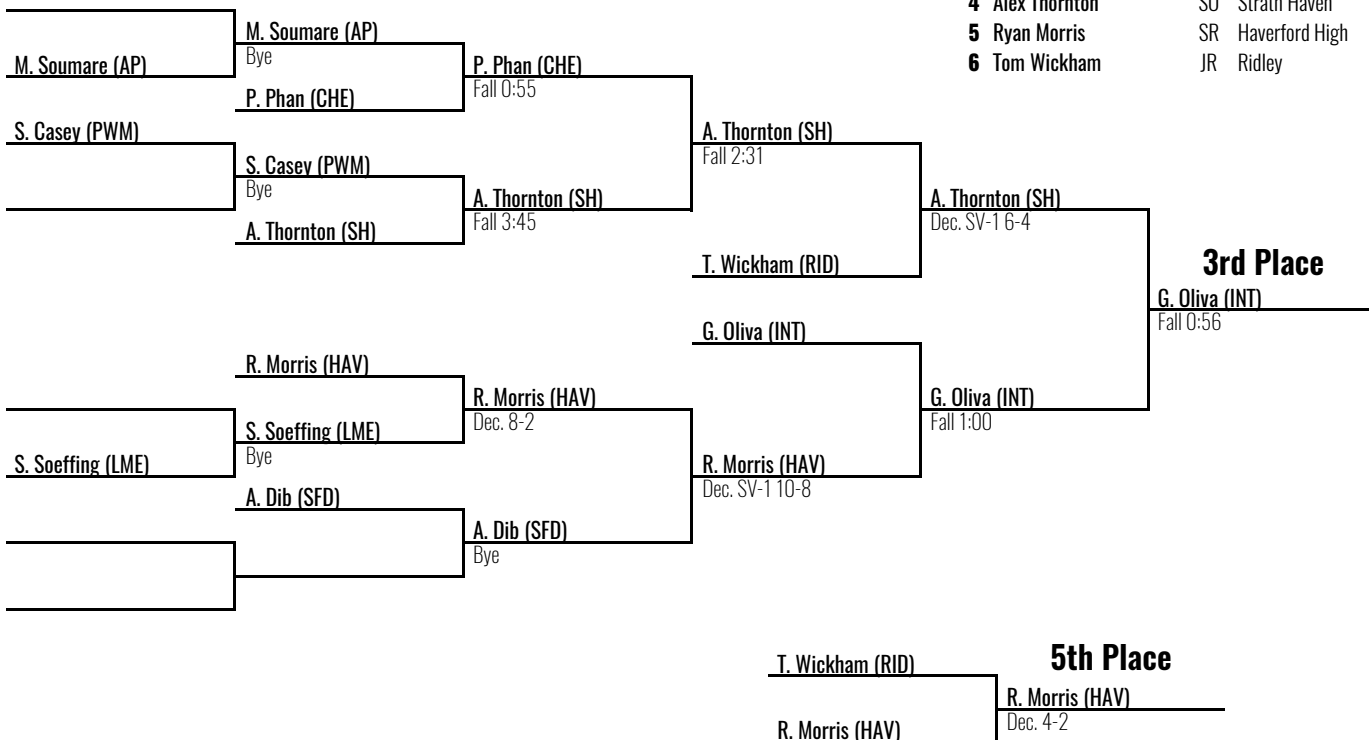 4 Alex Thornton SO Strath Haven
5 Ryan Morris SR Haverford High
6 Tom Wickham JR Ridley
M. Soumare (AP)
M. Soumare (AP)
Bye
P. Phan (CHE)
P. Phan (CHE)
Fall 0:55
S. Casey (PWM)
S. Casey (PWM)
Bye
A. Thornton (SH)
A. Thornton (SH)
Fall 3:45
A. Thornton (SH)
Fall 2:31
T. Wickham (RID)
A. Thornton (SH)
Dec. SV-1 6-4
3rd Place
G. Oliva (INT)
Fall 0:56
G. Oliva (INT)
R. Morris (HAV)
R. Morris (HAV)
Dec. 8-2
G. Oliva (INT)
Fall 1:00
S. Soeffing (LME)
S. Soeffing (LME)
Bye
R. Morris (HAV)
Dec. SV-1 10-8
A. Dib (SFD)
A. Dib (SFD)
Bye
5th Place
T. Wickham (RID)
R. Morris (HAV)
Dec. 4-2
R. Morris (HAV)